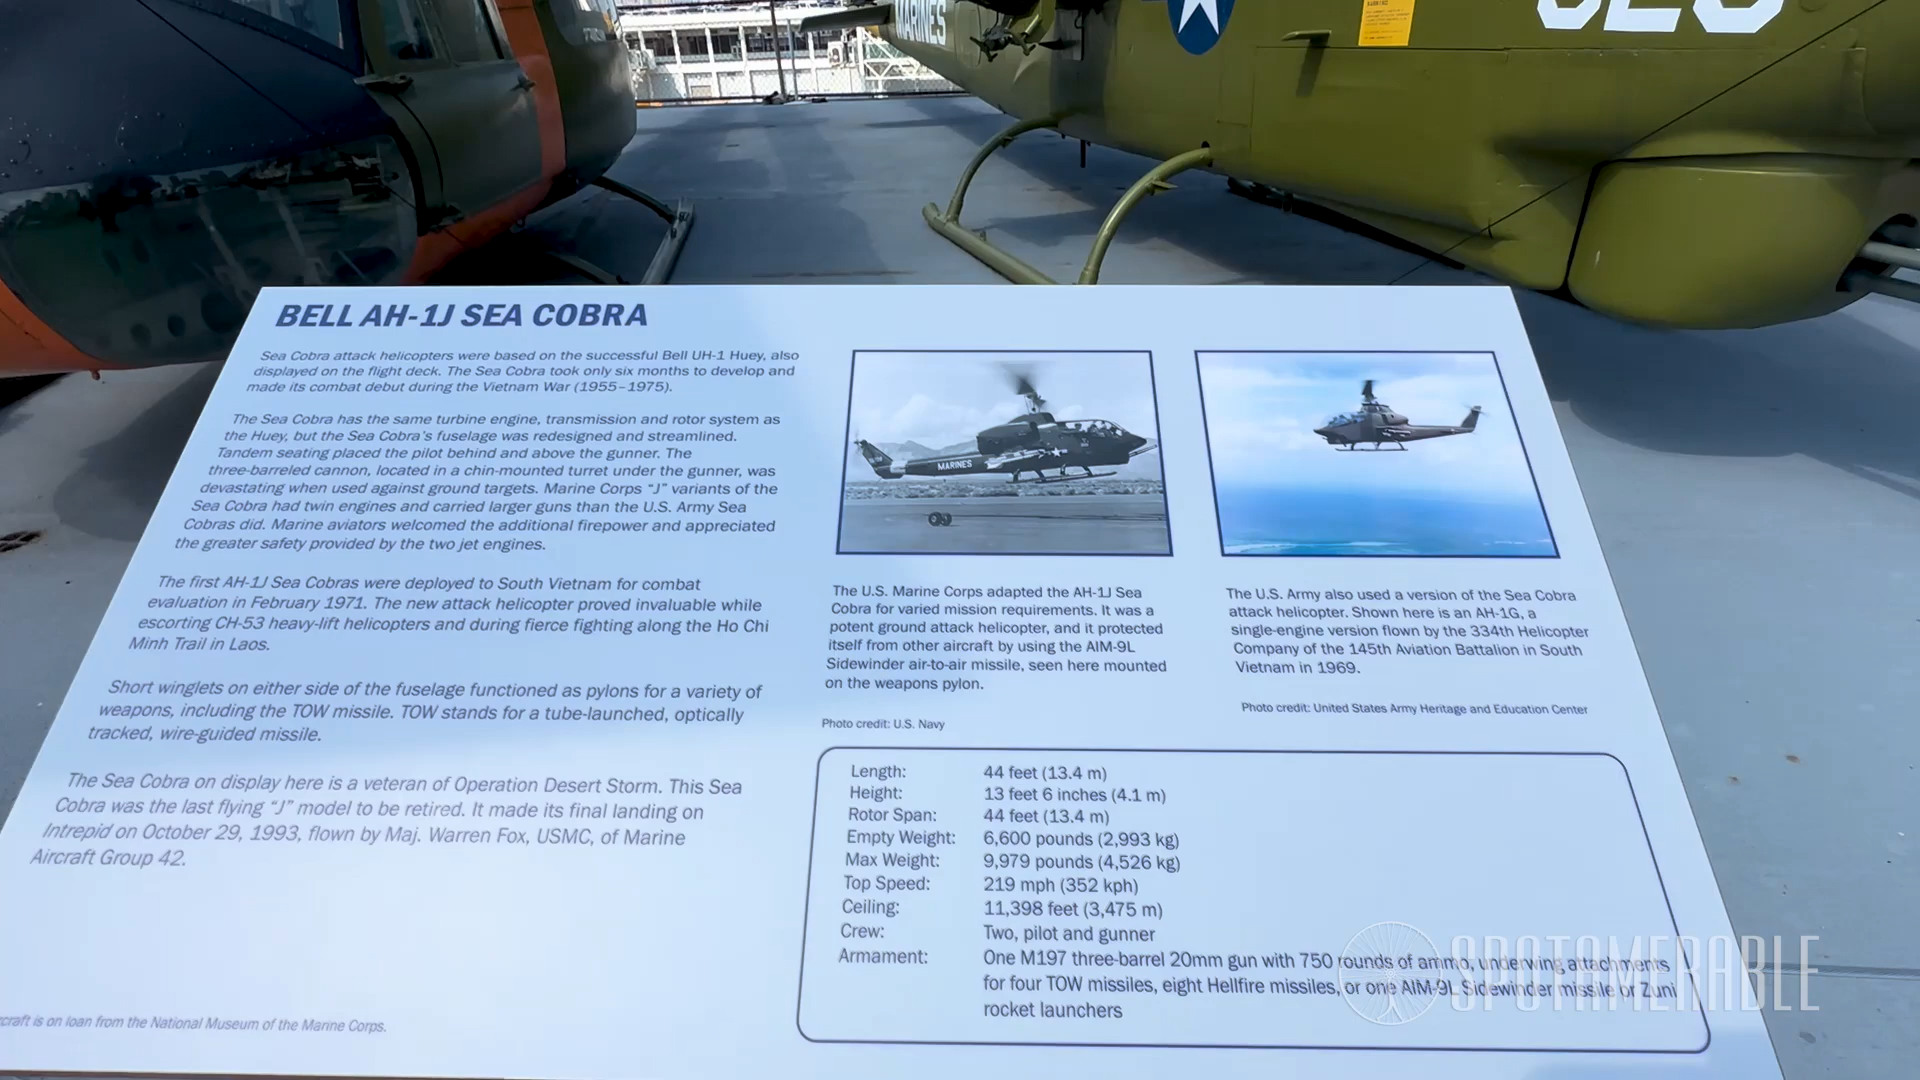 MARINES
BELL AH-1J SEA COBRA
Sea Cobra attack helicopters were based on the successful Bell UH-1 Huey, also
displayed on the flight deck. The Sea Cobra took only six months to develop and
made its combat debut during the Vietnam War (1955–1975).
The Sea Cobra has the same turbine engine, transmission and rotor system as
the Huey, but the Sea Cobra's fuselage was redesigned and streamlined.
Tandem seating placed the pilot behind and above the gunner. The
three-barreled cannon, located in a chin-mounted turret under the gunner, was
devastating when used against ground targets. Marine Corps "J" variants of the
Sea Cobra had twin engines and carried larger guns than the U.S. Army Sea
Cobras did. Marine aviators welcomed the additional firepower and appreciated
the greater safety provided by the two jet engines.
The first AH-1J Sea Cobras were deployed to South Vietnam for combat
evaluation in February 1971. The new attack helicopter proved invaluable while
escorting CH-53 heavy-lift helicopters and during fierce fighting along the Ho Chi
Minh Trail in Laos.
Short winglets on either side of the fuselage functioned as pylons for a variety of
weapons, including the TOW missile. TOW stands for a tube-launched, optically
tracked, wire-guided missile.
The Sea Cobra on display here is a veteran of Operation Desert Storm. This Sea
Cobra was the last flying "J" model to be retired. It made its final landing on
Intrepid on October 29, 1993, flown by Maj. Warren Fox, USMC, of Marine
Aircraft Group 42.
craft is on loan from the National Museum of the Marine Corps.
MARINES
The U.S. Marine Corps adapted the AH-1J Sea
Cobra for varied mission requirements. It was a
potent ground attack helicopter, and it protected
itself from other aircraft by using the AIM-9L
Sidewinder air-to-air missile, seen here mounted
on the weapons pylon.
Photo credit: U.S. Navy
The U.S. Army also used a version of the Sea Cobra
attack helicopter. Shown here is an AH-1G, a
single-engine version flown by the 334th Helicopter
Company of the 145th Aviation Battalion in South
Vietnam in 1969.
Photo credit: United States Army Heritage and Education Center
Length: 44 feet (13.4 m)
Height: 13 feet 6 inches (4.1 m)
Rotor Span: 44 feet (13.4 m)
Empty Weight: 6,600 pounds (2,993 kg)
Max Weight: 9,979 pounds (4,526 kg)
Top Speed: 219 mph (352 kph)
Ceiling: 11,398 feet (3,475 m)
Crew: Two, pilot and gunner
Armament: One M197 three-barrel 20mm gun with 750 rounds of ammo, underwing attachments
for four TOW missiles, eight Hellfire missiles, or one AIM-9L Sidewinder missile or Zuni
rocket launchers
SPOTAMERABLE